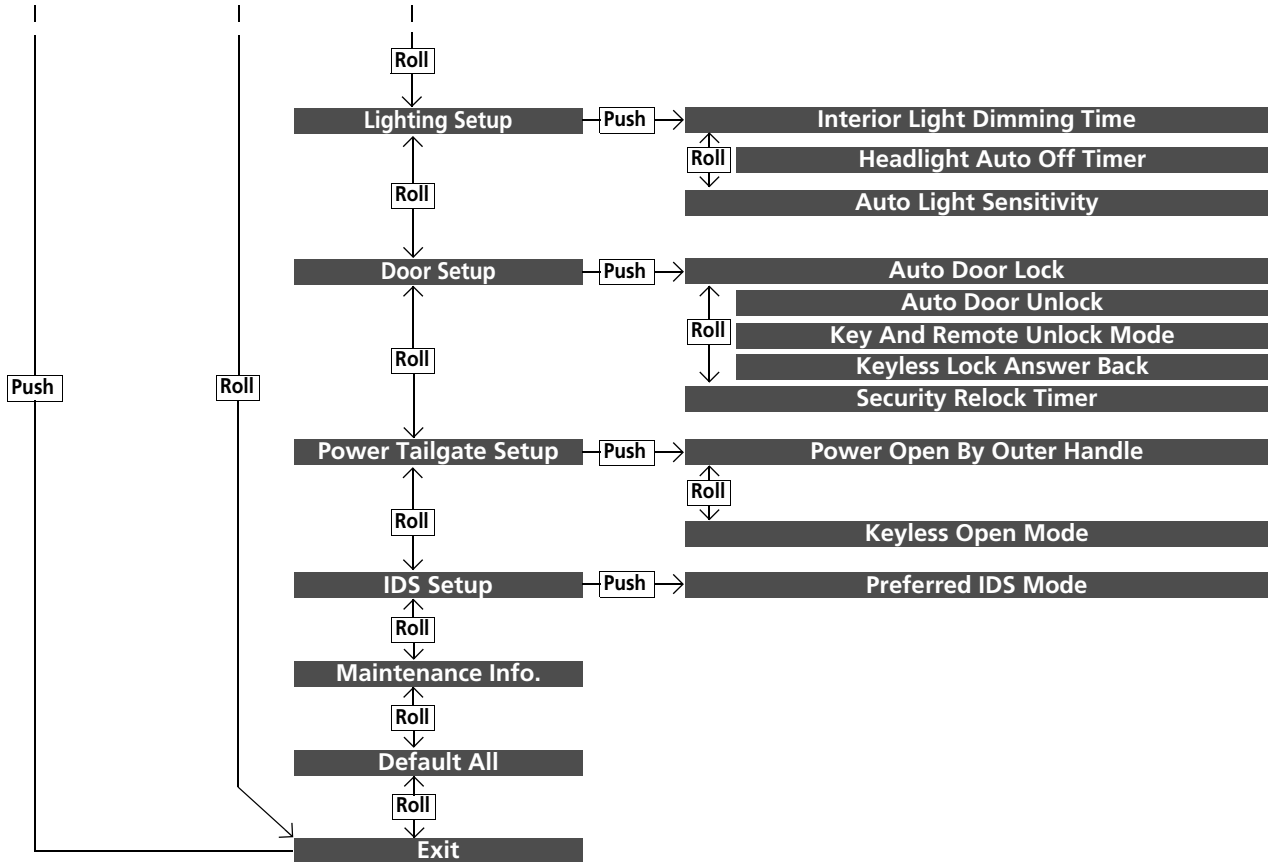 Roll
Lighting Setup
Push
Interior Light Dimming Time
Roll
Headlight Auto Off Timer
Auto Light Sensitivity
Roll
Door Setup
Push
Auto Door Lock
Auto Door Unlock
Roll
Key And Remote Unlock Mode
Keyless Lock Answer Back
Security Relock Timer
Roll
Push
Roll
Power Tailgate Setup
Push
Power Open By Outer Handle
Roll
Keyless Open Mode
Roll
IDS Setup
Push
Preferred IDS Mode
Roll
Maintenance Info.
Roll
Default All
Roll
Exit